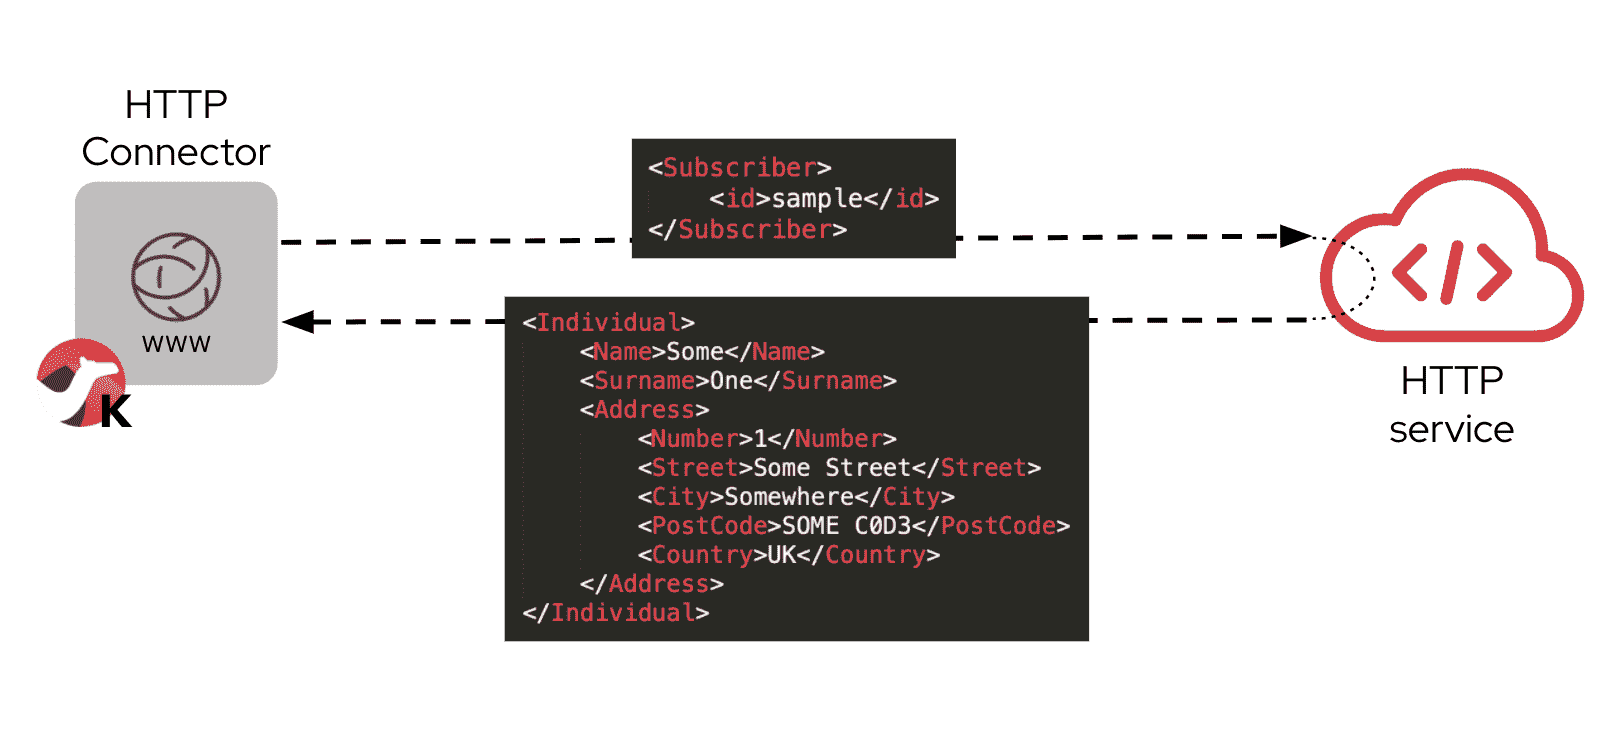 HTTP
Connector
www
K
<Subscriber>
    <id>sample</id>
</Subscriber>
<Individual>
    <Name>Some</Name>
    <Surname>One</Surname>
    <Address>
        <Number>1</Number>
        <Street>Some Street</Street>
        <City>Somewhere</City>
        <PostCode>SOME C0D3</PostCode>
        <Country>UK</Country>
    </Address>
</Individual>
</>
HTTP
service